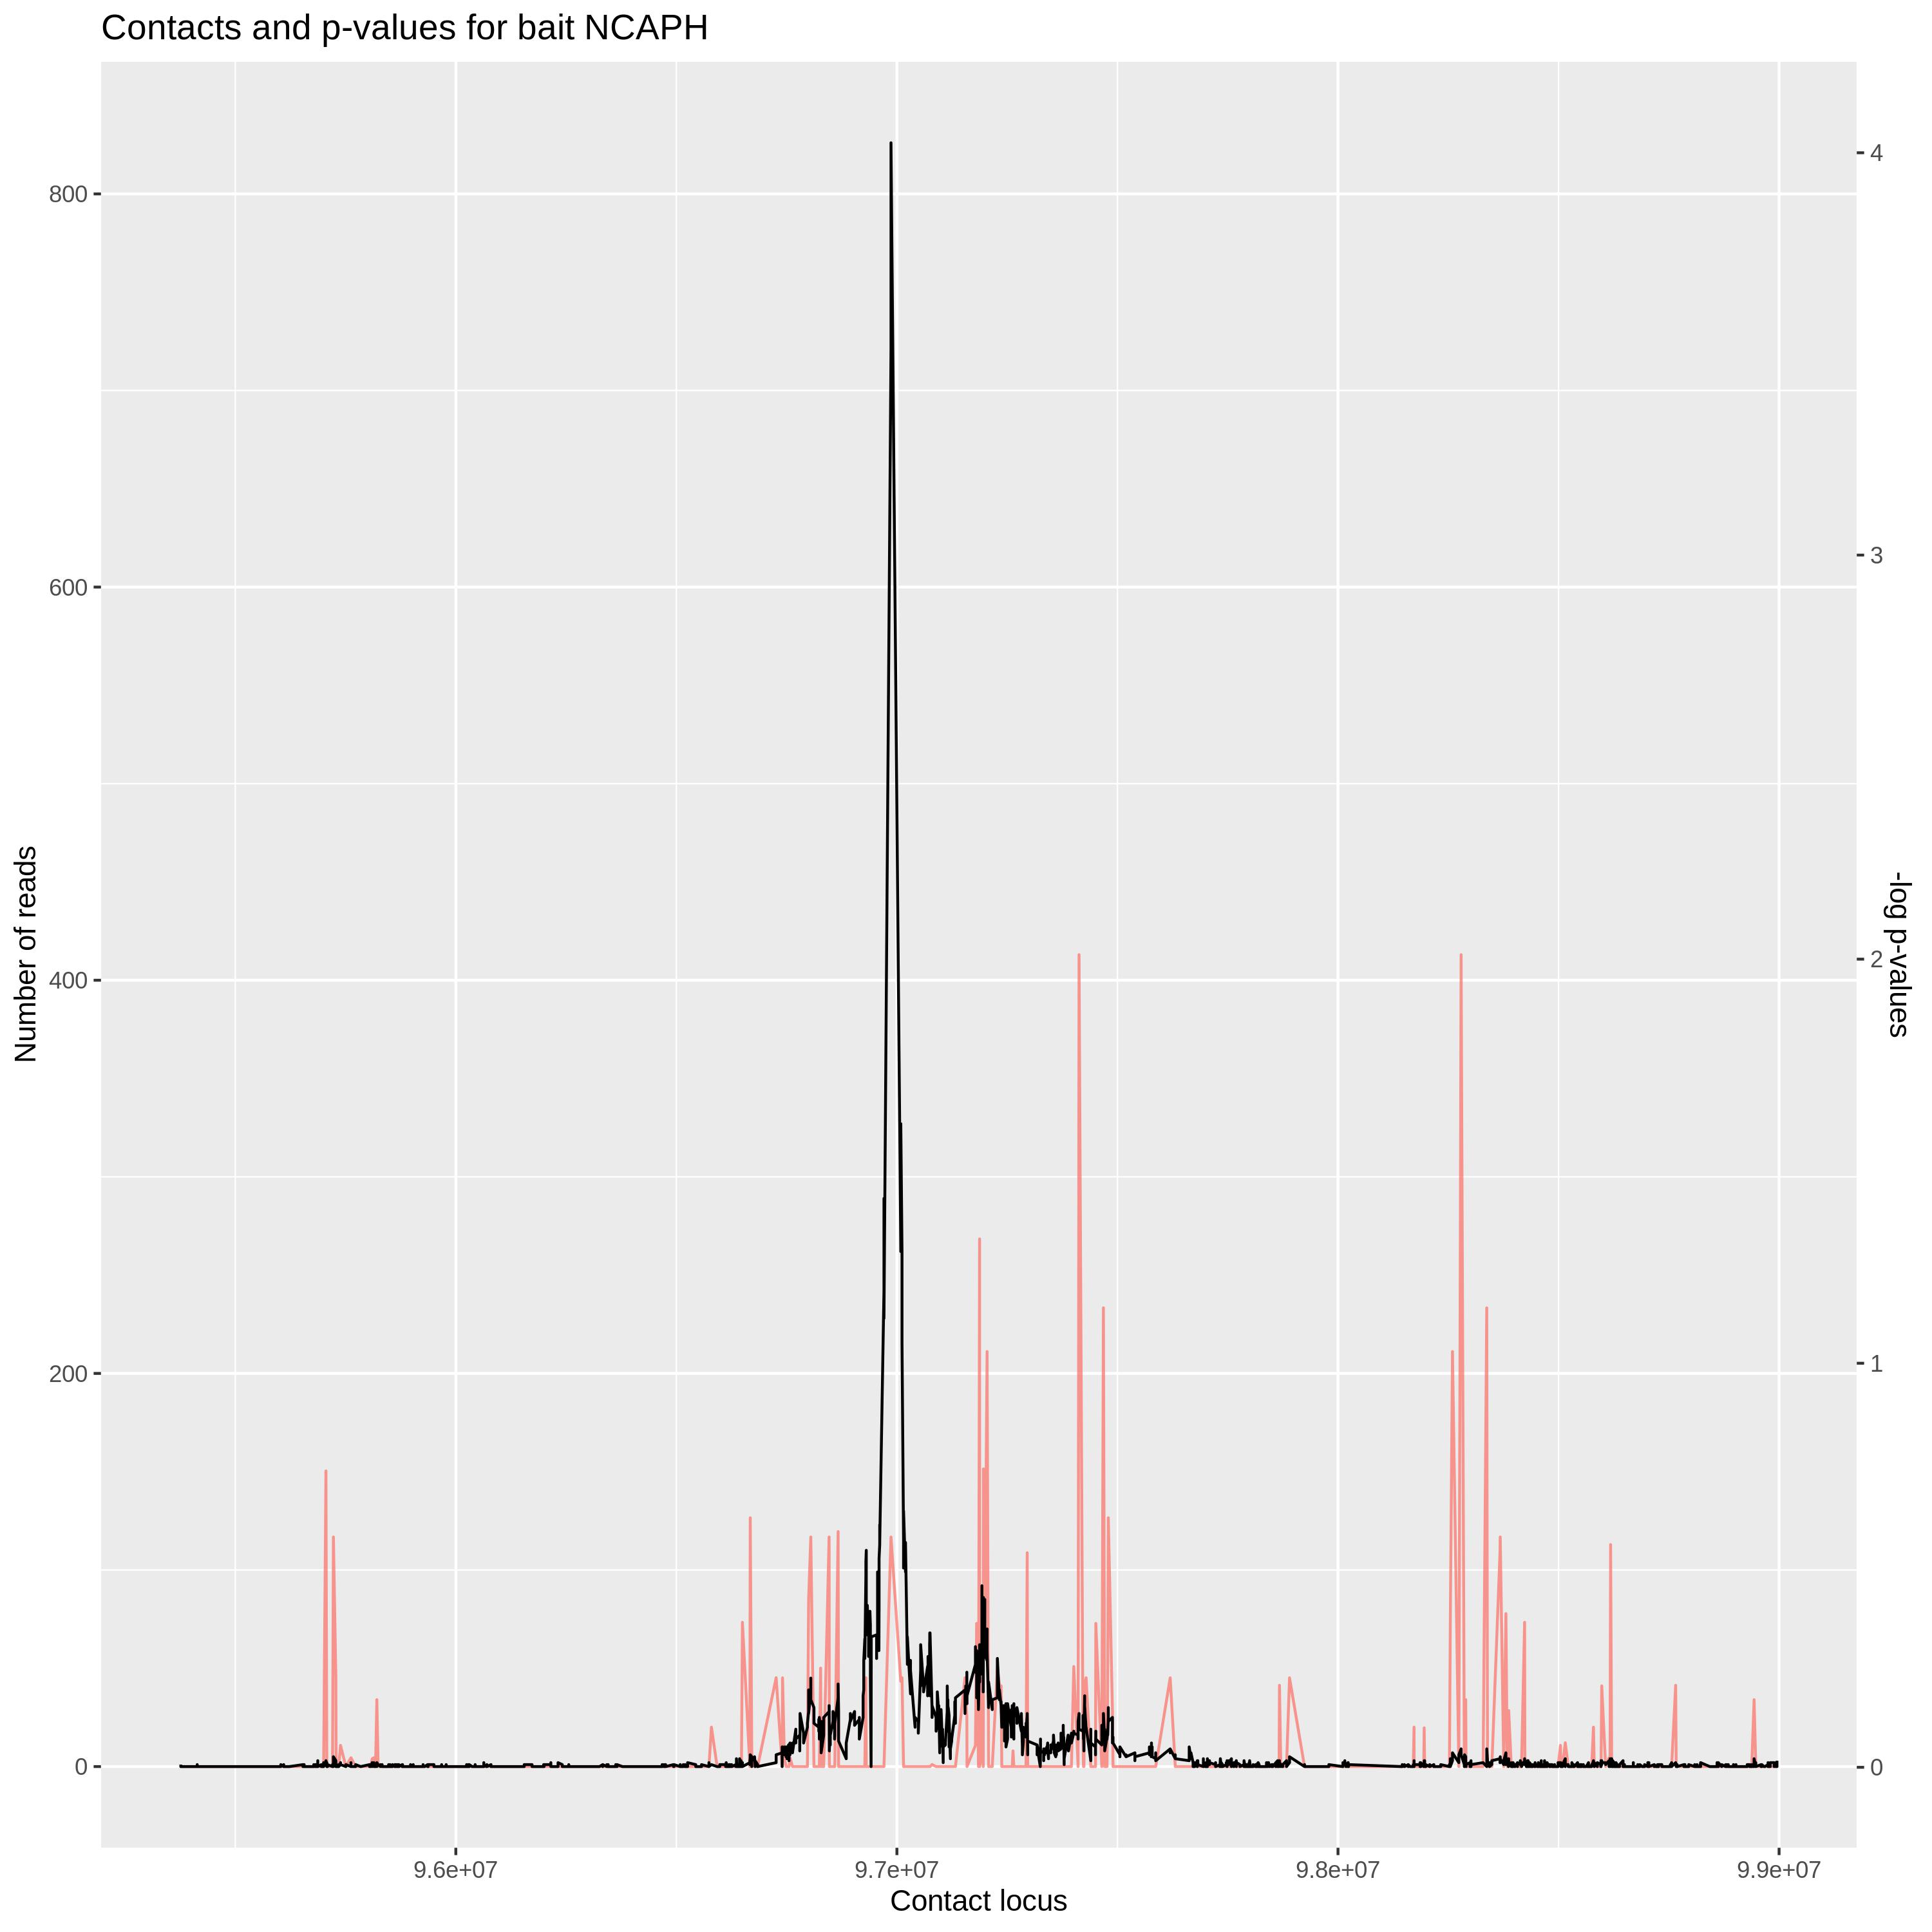 Contacts and p-values for bait NCAPH
800
600
400
200
0
Number of reads
4
3
2
1
0
-log p-values
9.6e+07
9.7e+07
9.8e+07
9.9e+07
Contact locus